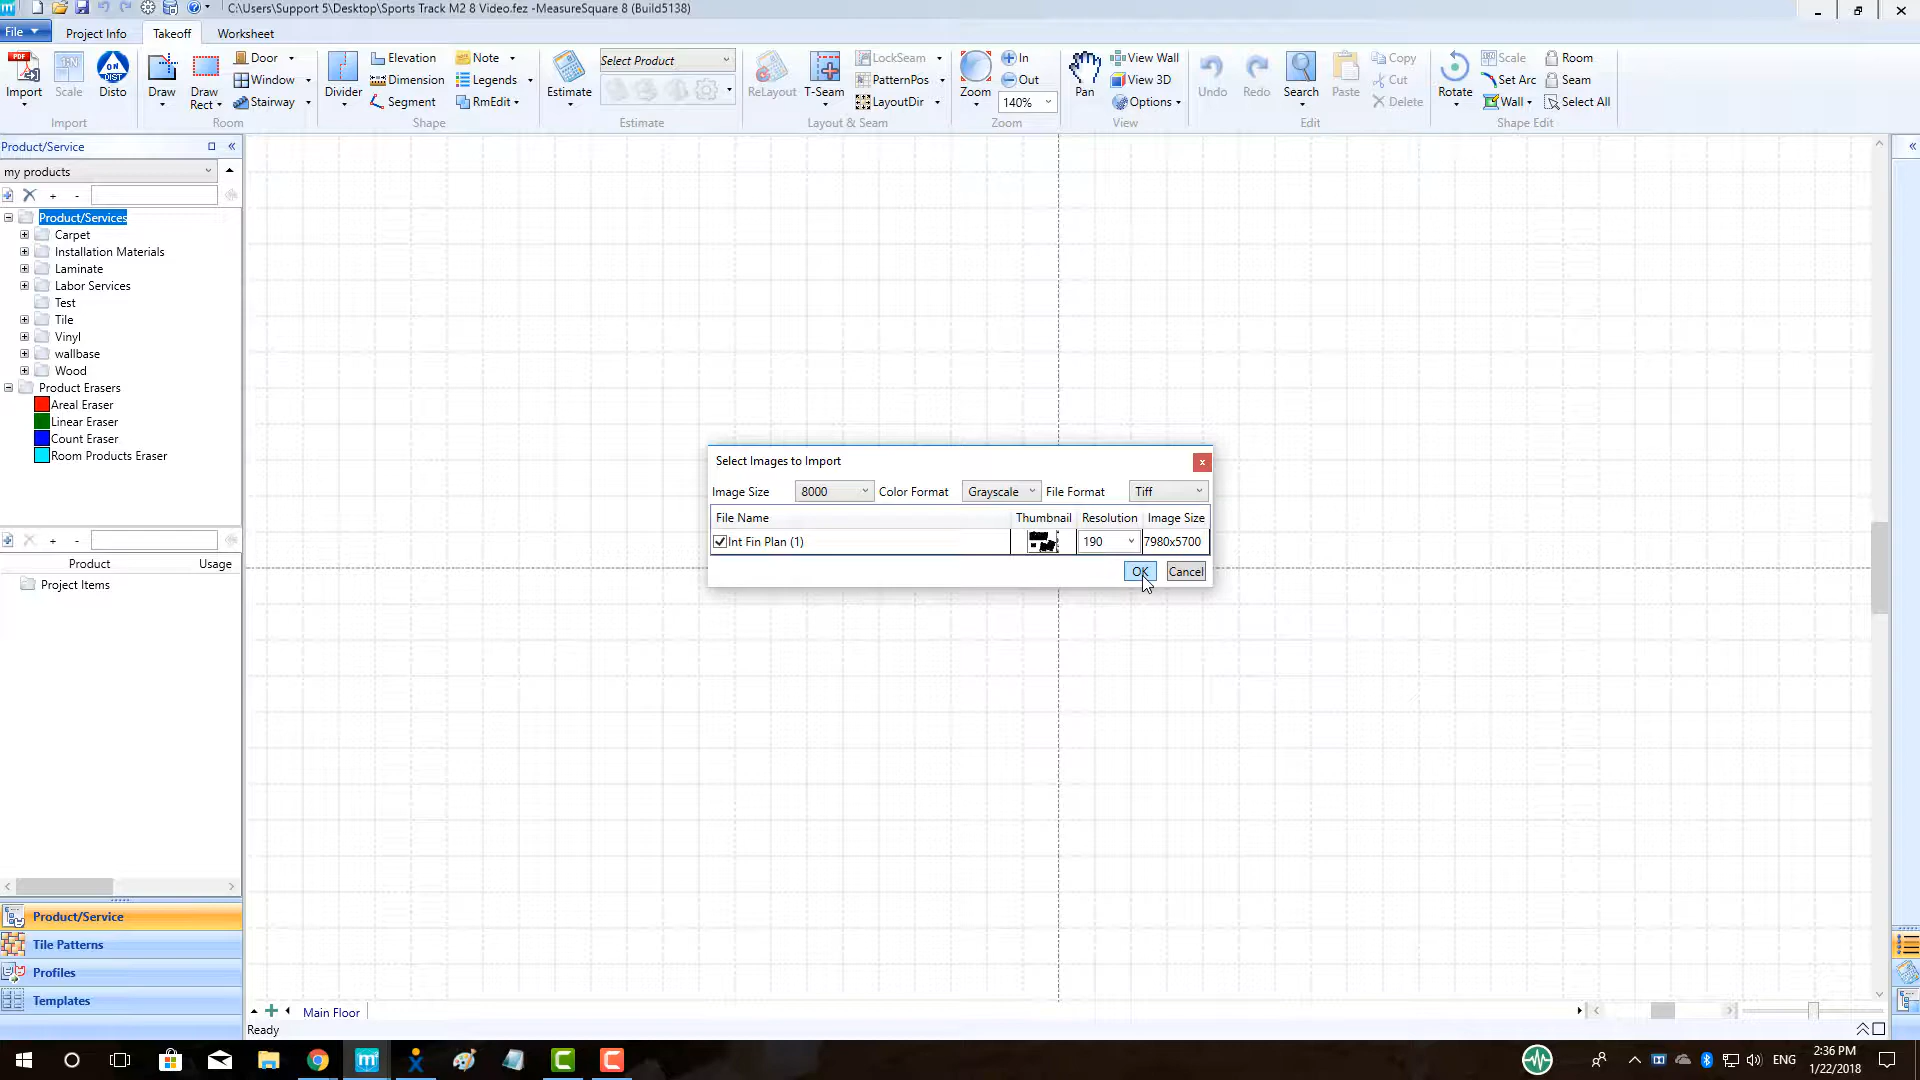 C:\Users\Support 5\Desktop\Sports Track M2 8 Video.fez -MeasureSquare 8 (Build5138)
File Project Info Takeoff Worksheet
Import Scale Disto
Import
Draw Draw Rect Door Window Stairway
Room
Divider Elevation Dimension Segment Note Legends RmEdit
Shape
Estimate Select Product
Estimate
ReLayout T-Seam LockSeam PatternPos LayoutDir
Layout & Seam
Zoom In Out 140%
Zoom
Pan View Wall View 3D Options
View
Undo Redo Search Paste Copy Cut Delete
Edit
Rotate Scale Set Arc Wall Room Seam Select All
Shape Edit
Product/Service
my products
Product/Services
Carpet
Installation Materials
Laminate
Labor Services
Test
Tile
Vinyl
wallbase
Wood
Product Erasers
Areal Eraser
Linear Eraser
Count Eraser
Room Products Eraser
Product Usage
Project Items
Product/Service
Tile Patterns
Profiles
Templates
Select Images to Import
Image Size 8000 Color Format Grayscale File Format Tiff
File Name Thumbnail Resolution Image Size
Int Fin Plan (1) 190 7980x5700
OK Cancel
Main Floor
Ready
ENG
2:36 PM
1/22/2018